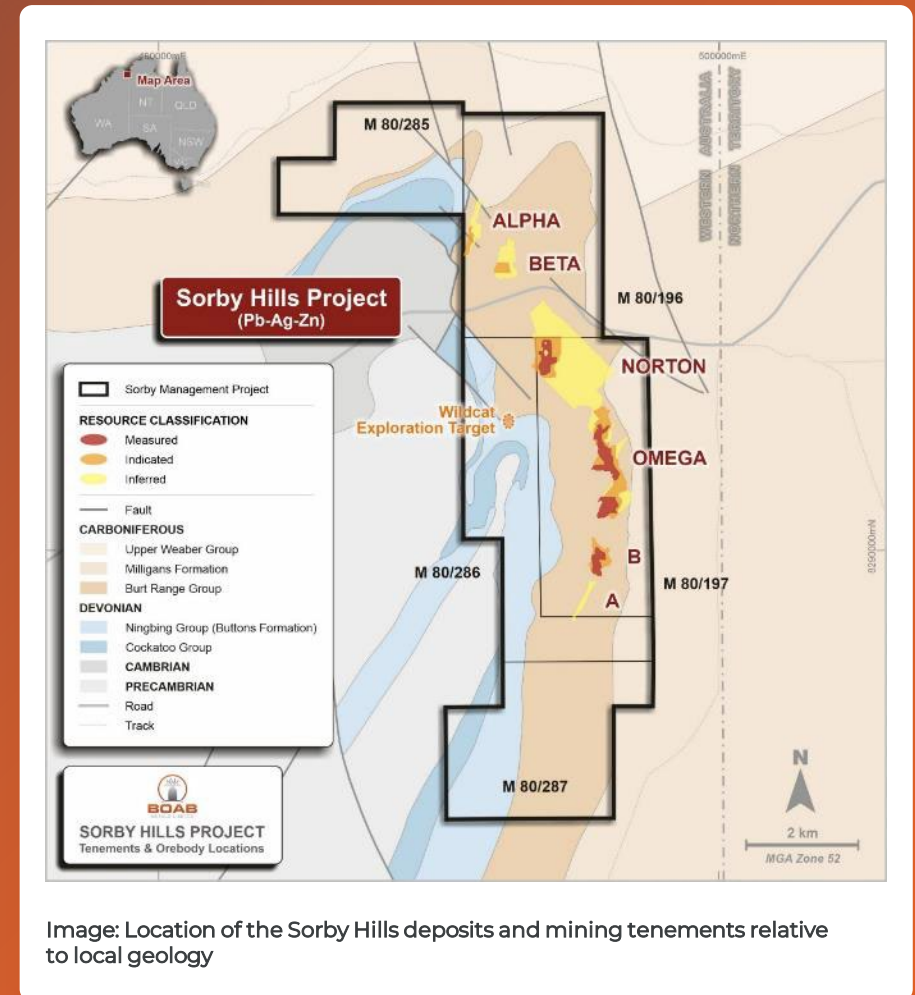 460000mE
500000mE
Map Area
NT
QLD
WA
SA
NSW
WESTERN AUSTRALIA
NORTHERN TERRITORY
M 80/285
ALPHA
BETA
Sorby Hills Project
(Pb-Ag-Zn)
M 80/196
NORTON
Wildcat
Exploration Target
OMEGA
8290000mN
B
M 80/286
M 80/197
A
Sorby Management Project
RESOURCE CLASSIFICATION
Measured
Indicated
Inferred
Fault
CARBONIFEROUS
Upper Weaber Group
Milligans Formation
Burt Range Group
DEVONIAN
Ningbing Group (Buttons Formation)
Cockatoo Group
CAMBRIAN
PRECAMBRIAN
Road
Track
M 80/287
BOAB
SORBY HILLS PROJECT
Tenements & Orebody Locations
N
2 km
MGA Zone 52
Image: Location of the Sorby Hills deposits and mining tenements relative
to local geology